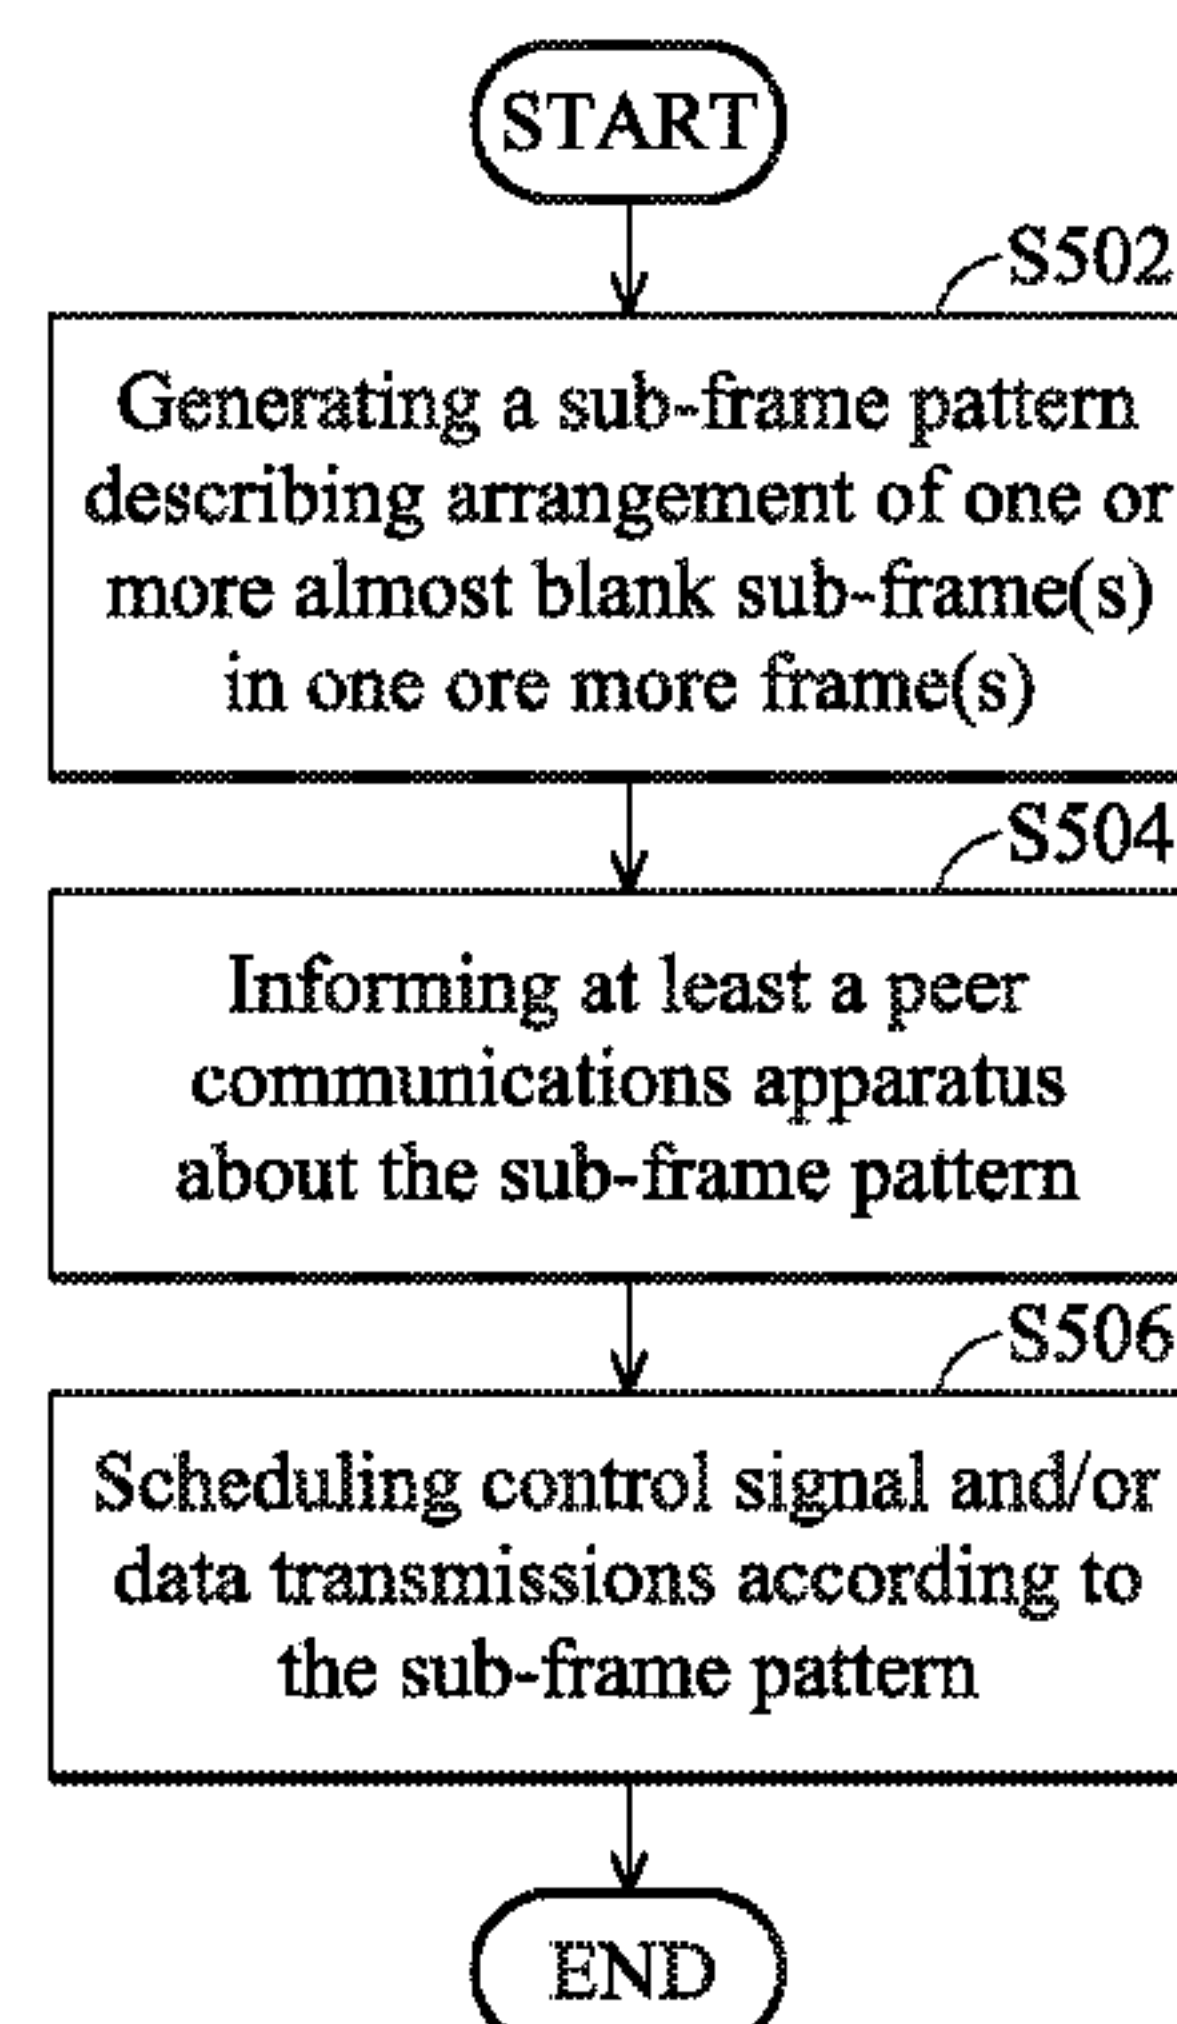 START
S502
Generating a sub-frame pattern
describing arrangement of one or
more almost blank sub-frame(s)
in one ore more frame(s)
S504
Informing at least a peer
communications apparatus
about the sub-frame pattern
S506
Scheduling control signal and/or
data transmissions according to
the sub-frame pattern
END